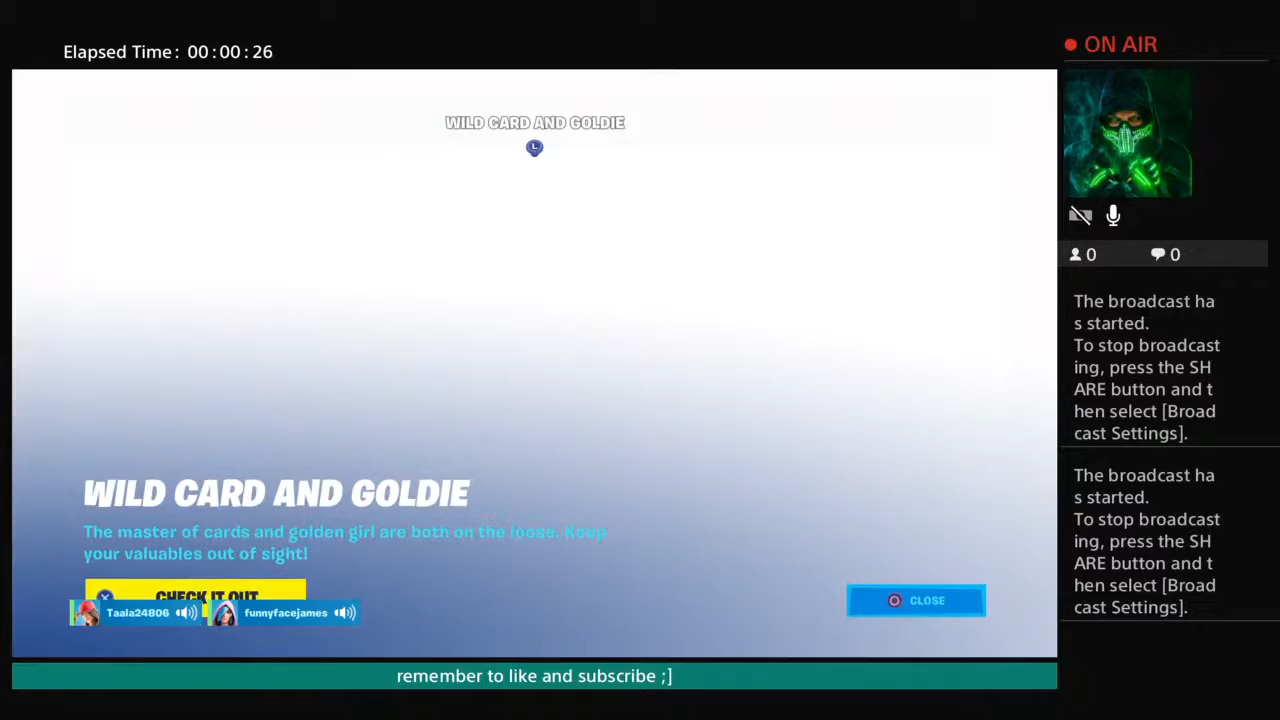 Elapsed Time: 00:00:26
ON AIR
WILD CARD AND GOLDIE
L
0
0
The broadcast ha
s started.
To stop broadcast
ing, press the SH
ARE button and t
hen select [Broad
cast Settings].
The broadcast ha
s started.
To stop broadcast
ing, press the SH
ARE button and t
hen select [Broad
cast Settings].
WILD CARD AND GOLDIE
The master of cards and golden girl are both on the loose. Keep
your valuables out of sight!
CHECK IT OUT
Taala24806
funnyfacejames
CLOSE
remember to like and subscribe ;]